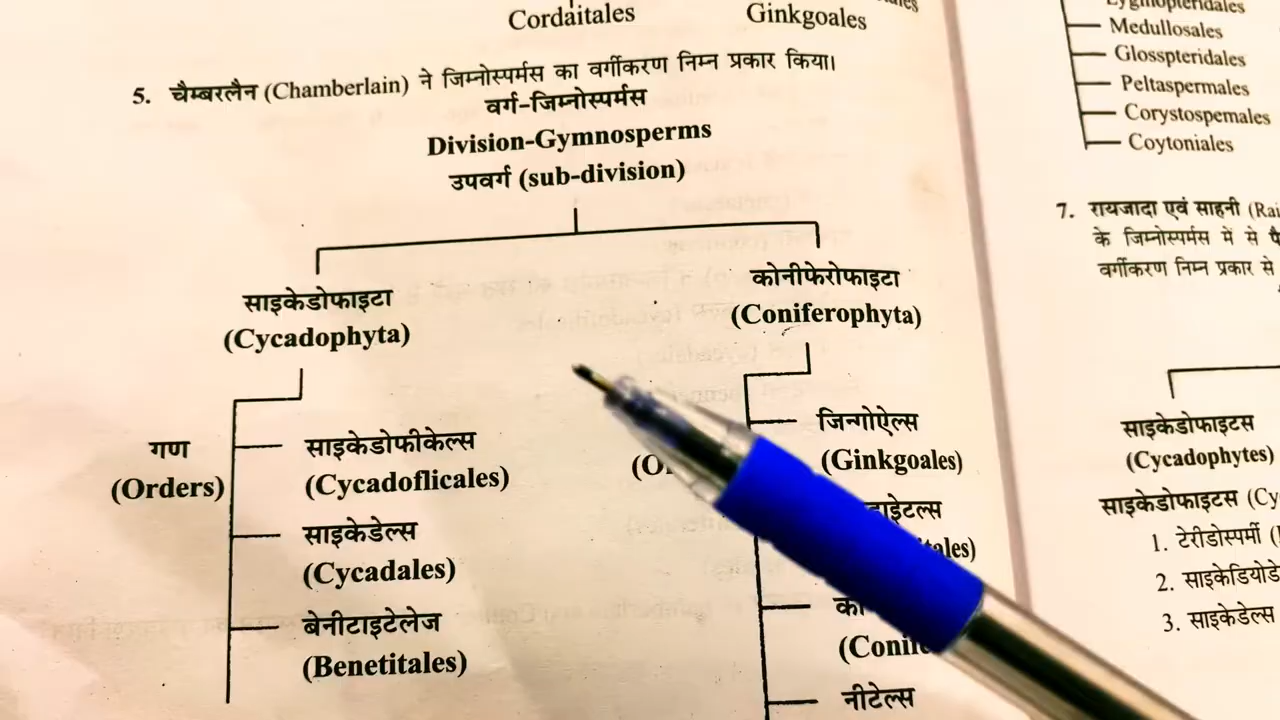 Cordaitales
Ginkgoales
5. चैम्बरलैन (Chamberlain) ने जिम्नोस्पर्मस का वर्गीकरण निम्न प्रकार किया।
वर्ग-जिम्नोस्पर्मस
Division-Gymnosperms
उपवर्ग (sub-division)
साइकेडोफाइटा
(Cycadophyta)
कोनीफेरोफाइटा
(Coniferophyta)
गण
(Orders)
साइकेडोफीकेल्स
(Cycadoflicales)
साइकेडेल्स
(Cycadales)
बेनीटाइटेलेज
(Benetitales)
जिन्गोऐल्स
(Ginkgoales)
नीटेल्स
Medullosales
Glosspteridales
Peltaspermales
Corystospemales
Coytoniales
7. रायजादा एवं साहनी
के जिम्नोस्पर्मस में से
वर्गीकरण निम्न प्रकार से
साइकेडोफाइटस
(Cycadophytes)
साइकेडोफाइटस
1. टेरीडोस्पर्मी
2.
3. साइकेडेल्स